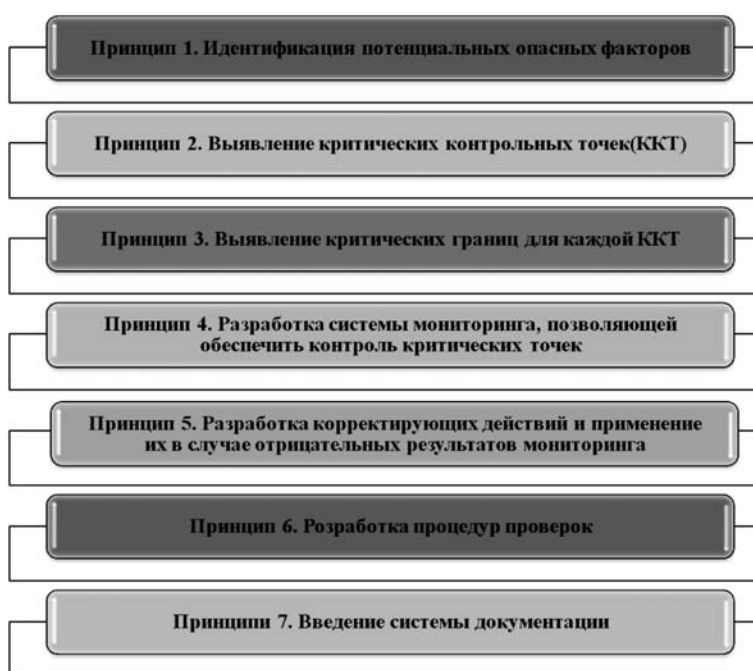 Принцип 1. Идентификация потенциальных опасных факторов
Принцип 2. Выявление критических контрольных точек(ККТ)
Принцип 3. Выявление критических границ для каждой ККТ
Принцип 4. Разработка системы мониторинга, позволяющей
обеспечить контроль критических точек
Принцип 5. Разработка корректирующих действий и применение
их в случае отрицательных результатов мониторинга
Принцип 6. Розработка процедур проверок
Принципи 7. Введение системы документации